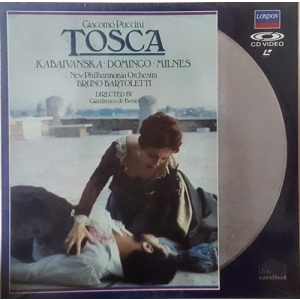 Giacomo Puccini
TOSCA
KABAIVANSKA · DOMINGO · MILNES
New Philharmonia Orchestra
BRUNO BARTOLETTI
DIRECTED BY
Gianfranco de Bosio
LONDON
CD VIDEO